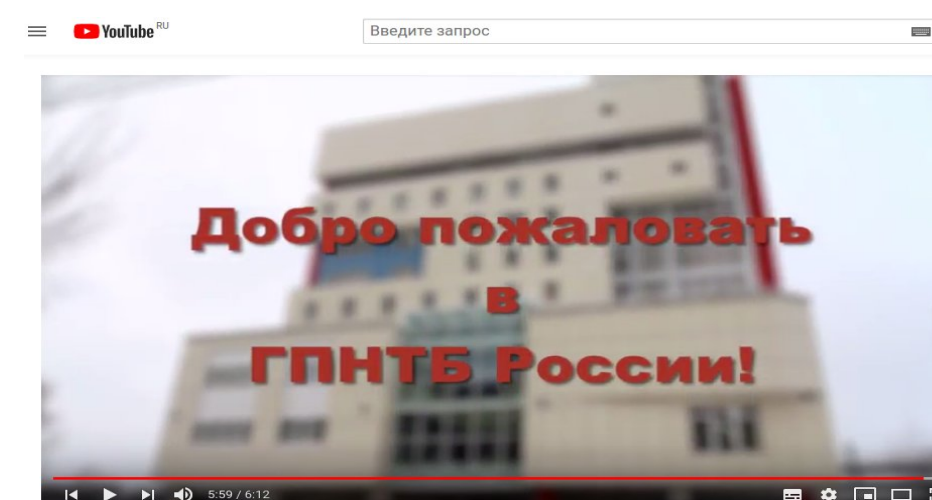 YouTube RU
Введите запрос
Добро пожаловать
в
ГПНТБ России!
5:59 / 6:12